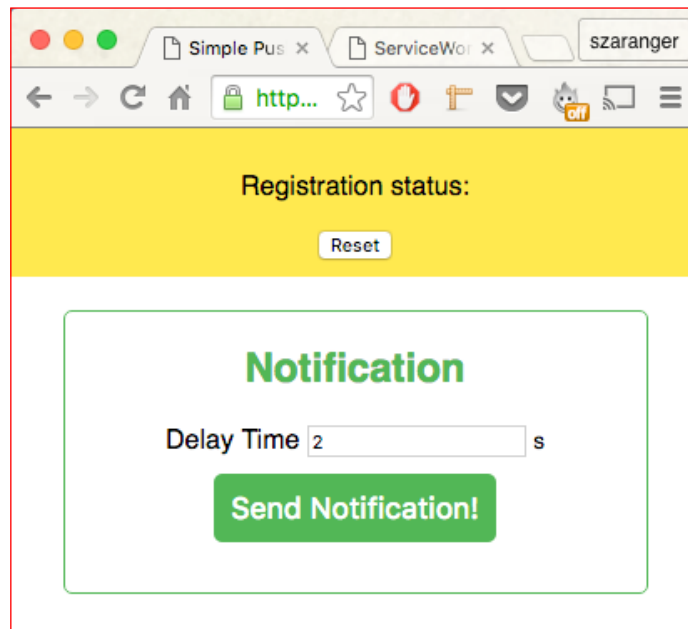 Simple Pus ServiceWor szaranger
http...
off
Registration status:
Reset
Notification
Delay Time 2 s
Send Notification!